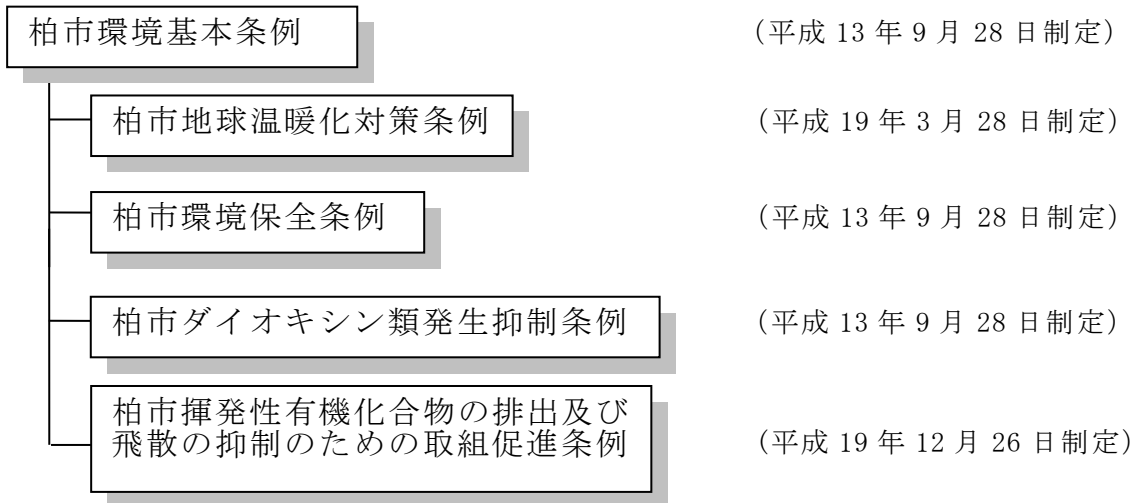 柏市環境基本条例 (平成 13 年 9 月 28 日制定)
柏市地球温暖化対策条例 (平成 19 年 3 月 28 日制定)
柏市環境保全条例 (平成 13 年 9 月 28 日制定)
柏市ダイオキシン類発生抑制条例 (平成 13 年 9 月 28 日制定)
柏市揮発性有機化合物の排出及び
飛散の抑制のための取組促進条例 (平成 19 年 12 月 26 日制定)